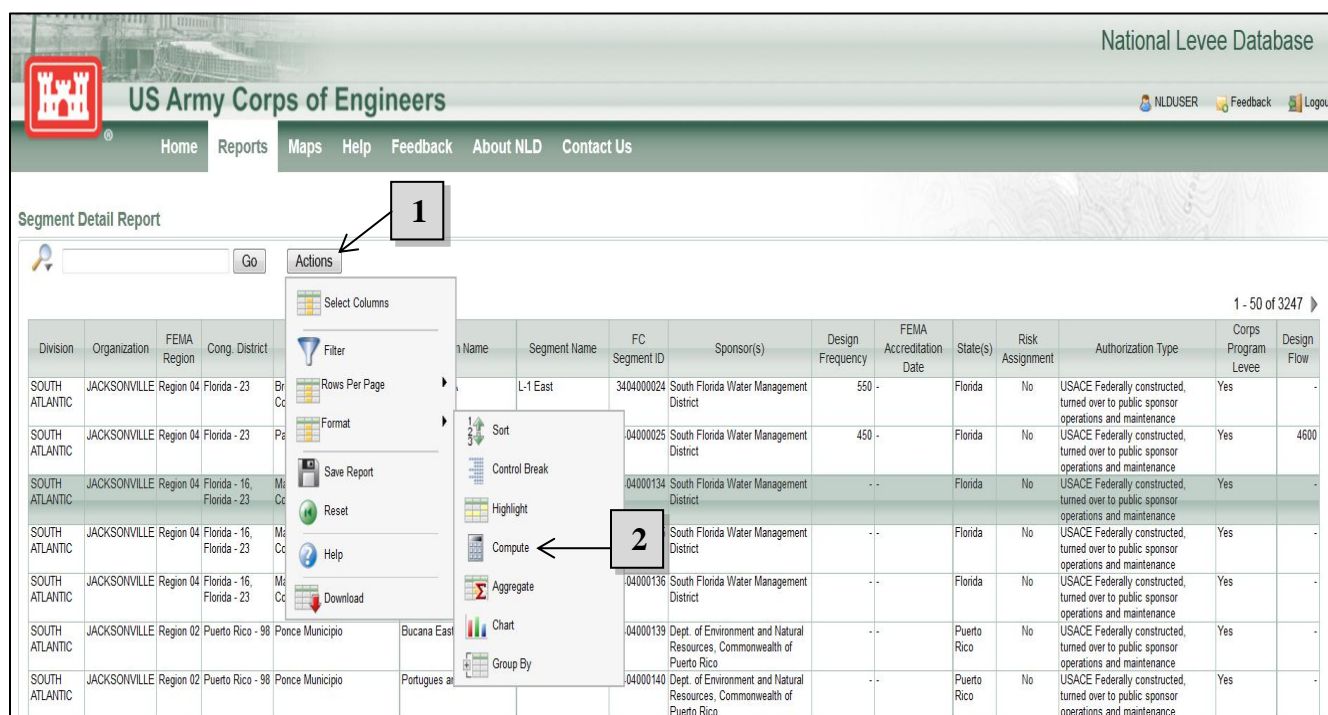 National Levee Database
US Army Corps of Engineers
®
NLDUSER Feedback Logou
Home Reports Maps Help Feedback About NLD Contact Us
Segment Detail Report
1
Go Actions
1 - 50 of 3247
Select Columns
Filter
Rows Per Page
Format
Save Report
Reset
Help
Download
Sort
Control Break
Highlight
Compute
2
Aggregate
Chart
Group By
Division Organization FEMA Region Cong. District Name Segment Name FC Segment ID Sponsor(s) Design Frequency FEMA Accreditation Date State(s) Risk Assignment Authorization Type Corps Program Levee Design Flow
SOUTH ATLANTIC JACKSONVILLE Region 04 Florida - 23 L-1 East 3404000024 South Florida Water Management District 550 - Florida No USACE Federally constructed, turned over to public sponsor operations and maintenance Yes -
SOUTH ATLANTIC JACKSONVILLE Region 04 Florida - 23 04000025 South Florida Water Management District 450 - Florida No USACE Federally constructed, turned over to public sponsor operations and maintenance Yes 4600
SOUTH ATLANTIC JACKSONVILLE Region 04 Florida - 16, Florida - 23 04000134 South Florida Water Management District - - Florida No USACE Federally constructed, turned over to public sponsor operations and maintenance Yes -
SOUTH ATLANTIC JACKSONVILLE Region 04 Florida - 16, Florida - 23 South Florida Water Management District - - Florida No USACE Federally constructed, turned over to public sponsor operations and maintenance Yes -
SOUTH ATLANTIC JACKSONVILLE Region 04 Florida - 16, Florida - 23 04000136 South Florida Water Management District - - Florida No USACE Federally constructed, turned over to public sponsor operations and maintenance Yes -
SOUTH ATLANTIC JACKSONVILLE Region 02 Puerto Rico - 98 Ponce Municipio Bucana East 04000139 Dept. of Environment and Natural Resources, Commonwealth of Puerto Rico - - Puerto Rico No USACE Federally constructed, turned over to public sponsor operations and maintenance Yes -
SOUTH ATLANTIC JACKSONVILLE Region 02 Puerto Rico - 98 Ponce Municipio Portugues 04000140 Dept. of Environment and Natural Resources, Commonwealth of Puerto Rico - - Puerto Rico No USACE Federally constructed, turned over to public sponsor operations and maintenance Yes -